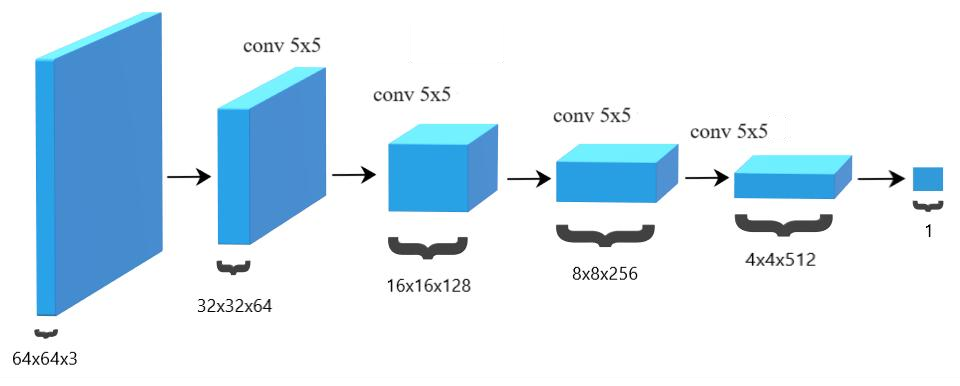 conv 5x5
conv 5x5
conv 5x5
conv 5x5
64x64x3
32x32x64
16x16x128
8x8x256
4x4x512
1